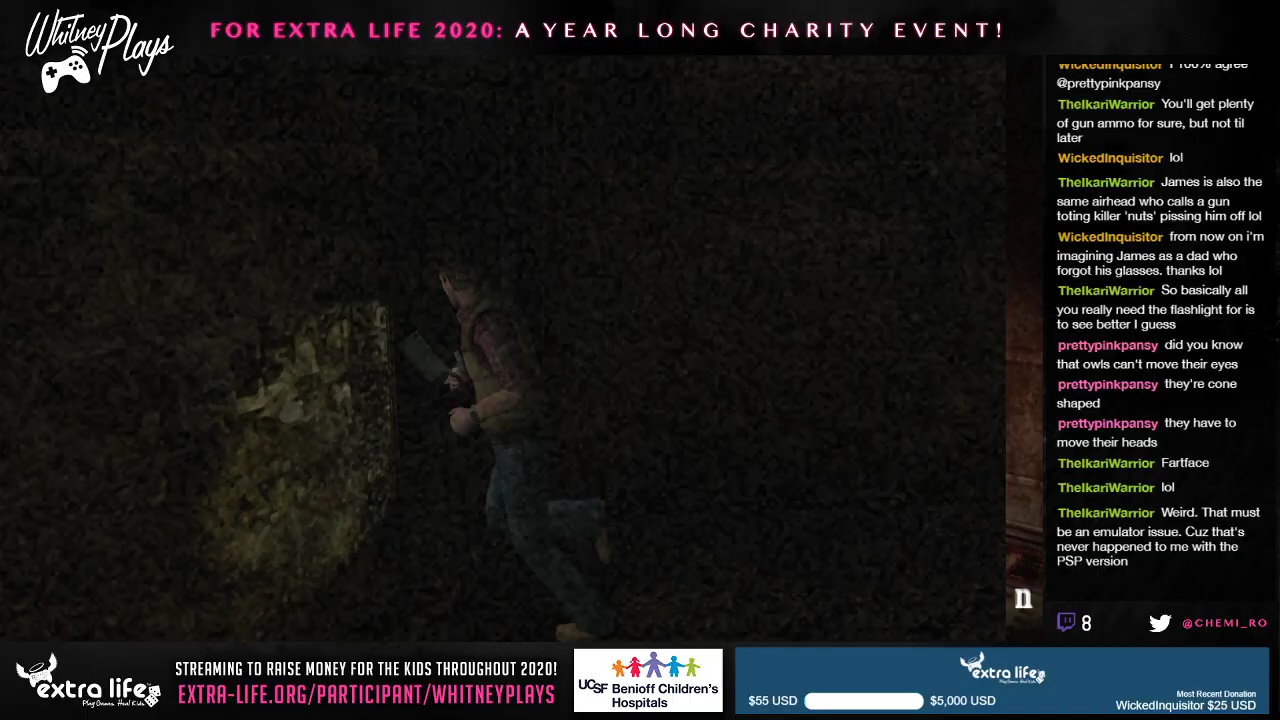 Whitney Plays
FOR EXTRA LIFE 2020: A YEAR LONG CHARITY EVENT!
WickedInquisitor I 100% agree
@prettypinkpansy
TheIkariWarrior You'll get plenty
of gun ammo for sure, but not til
later
WickedInquisitor lol
TheIkariWarrior James is also the
same airhead who calls a gun
toting killer 'nuts' pissing him off lol
WickedInquisitor from now on i'm
imagining James as a dad who
forgot his glasses. thanks lol
TheIkariWarrior So basically all
you really need the flashlight for is
to see better I guess
prettypinkpansy did you know
that owls can't move their eyes
prettypinkpansy they're cone
shaped
prettypinkpansy they have to
move their heads
TheIkariWarrior Fartface
TheIkariWarrior lol
TheIkariWarrior Weird. That must
be an emulator issue. Cuz that's
never happened to me with the
PSP version
n
8 @CHEMI_RO
extra life
Play Games. Heal Kids.
STREAMING TO RAISE MONEY FOR THE KIDS THROUGHOUT 2020!
EXTRA-LIFE.ORG/PARTICIPANT/WHITNEYPLAYS
UCSF Benioff Children's
Hospitals
extra life
$55 USD $5,000 USD
Most Recent Donation
WickedInquisitor $25 USD